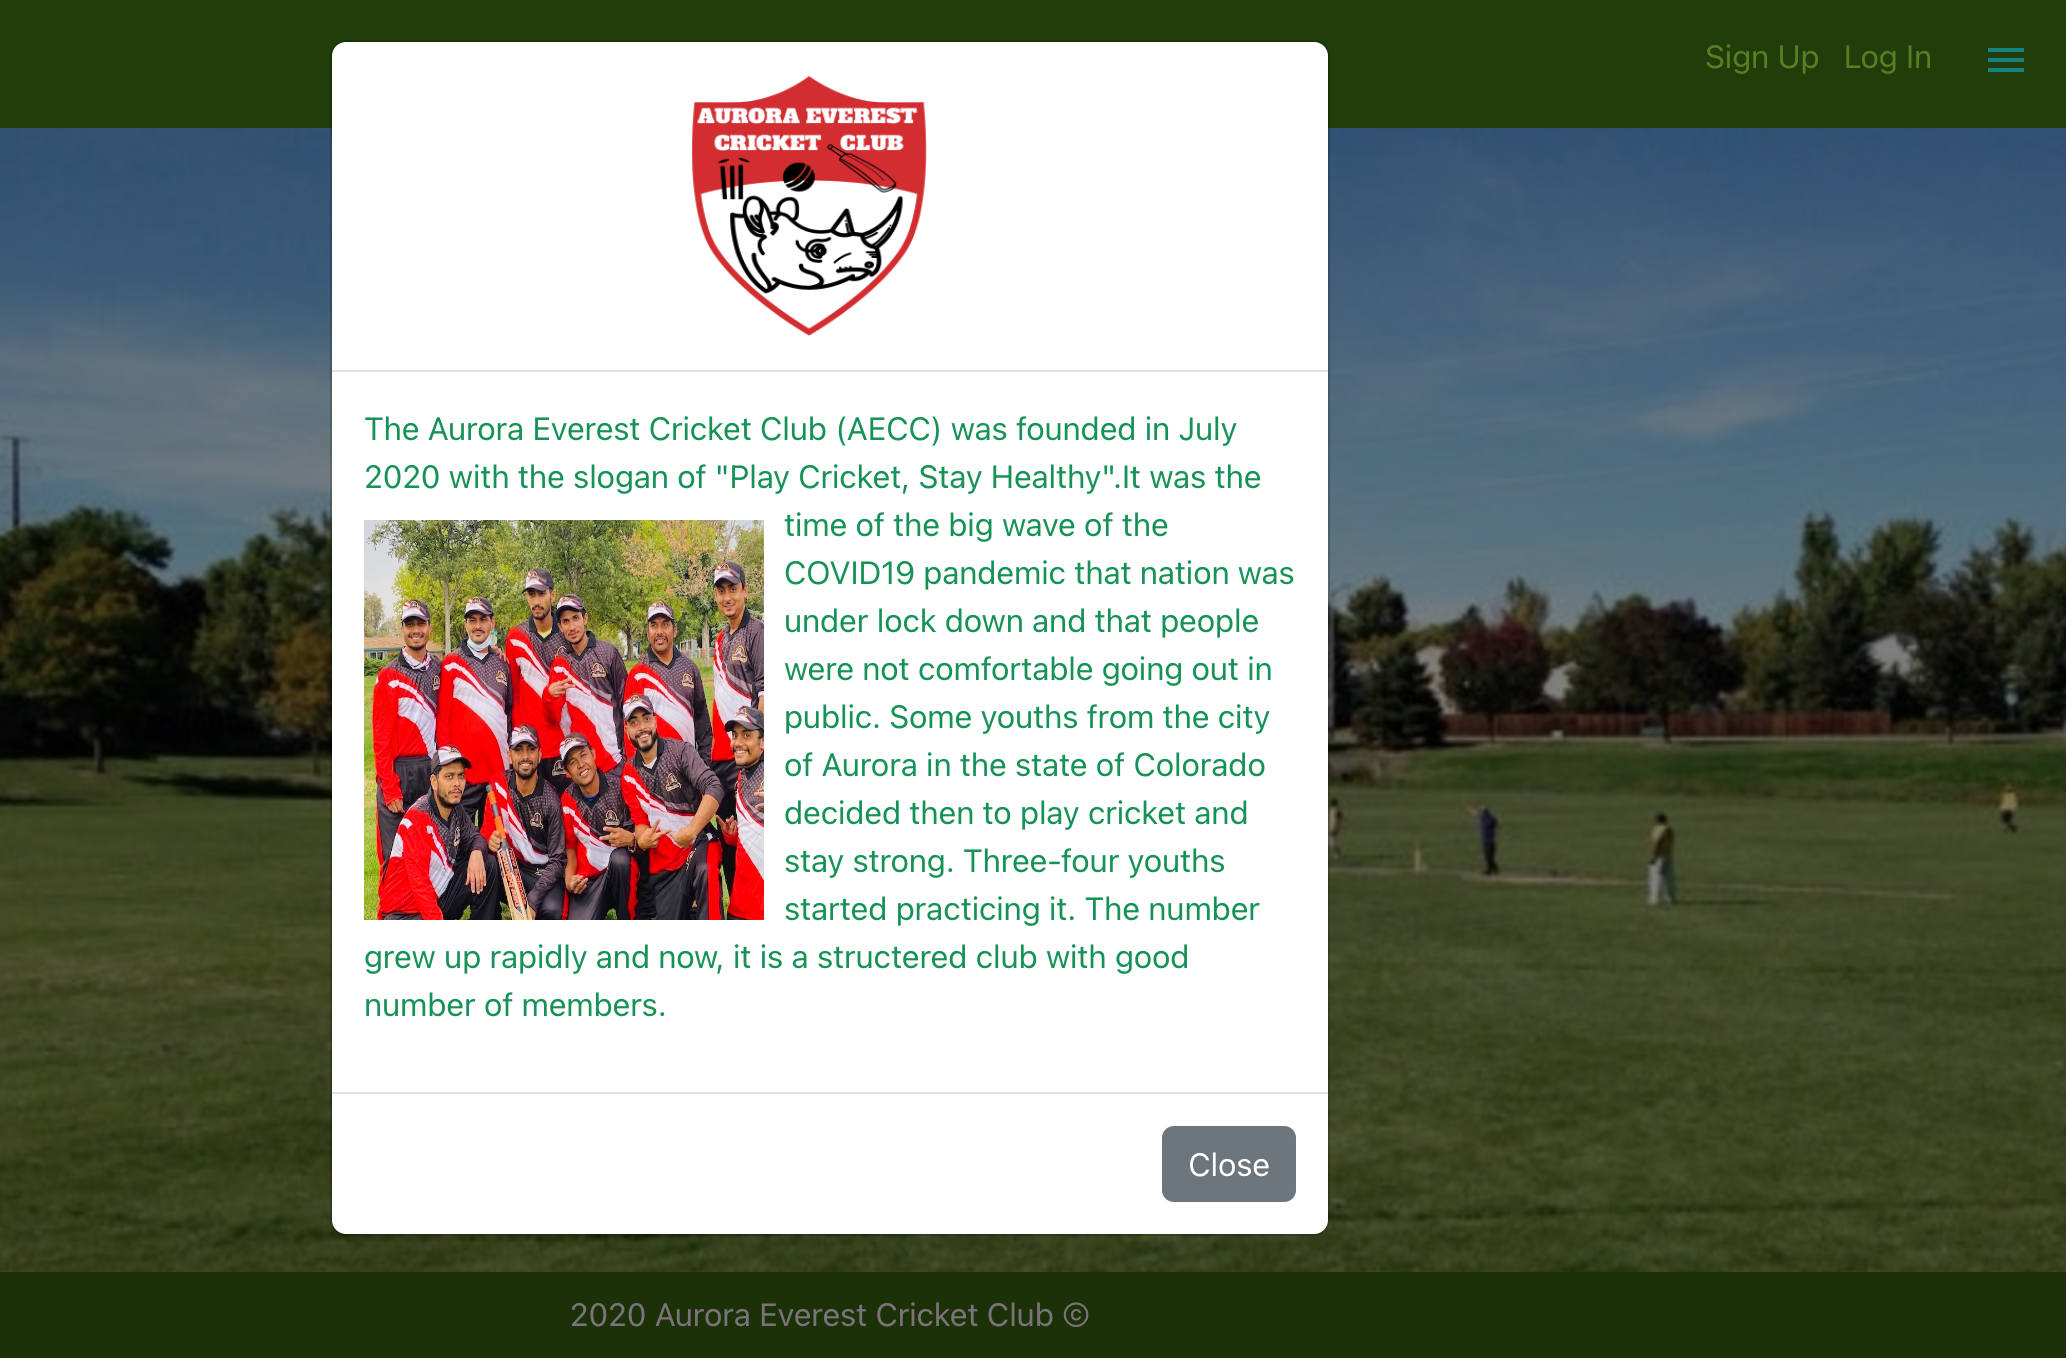 Sign Up Log In
AURORA EVEREST
CRICKET CLUB
The Aurora Everest Cricket Club (AECC) was founded in July
2020 with the slogan of "Play Cricket, Stay Healthy".It was the
time of the big wave of the
COVID19 pandemic that nation was
under lock down and that people
were not comfortable going out in
public. Some youths from the city
of Aurora in the state of Colorado
decided then to play cricket and
stay strong. Three-four youths
started practicing it. The number
grew up rapidly and now, it is a structered club with good
number of members.
Close
2020 Aurora Everest Cricket Club ©